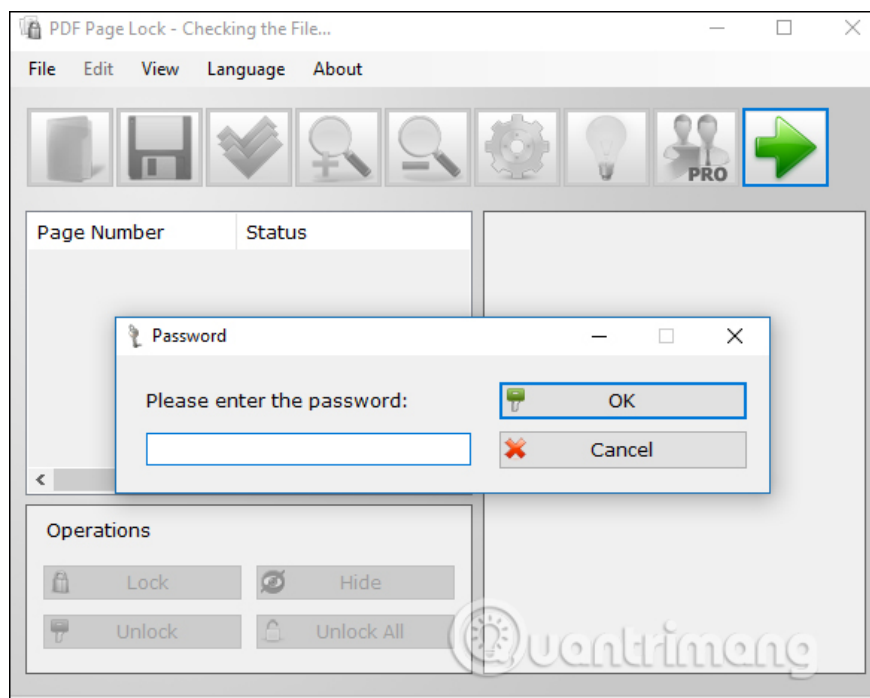 PDF Page Lock - Checking the File...
File Edit View Language About
PRO
Page Number Status
Password
Please enter the password:
OK
Cancel
Operations
Lock Hide
Unlock Unlock All
Quantrimang